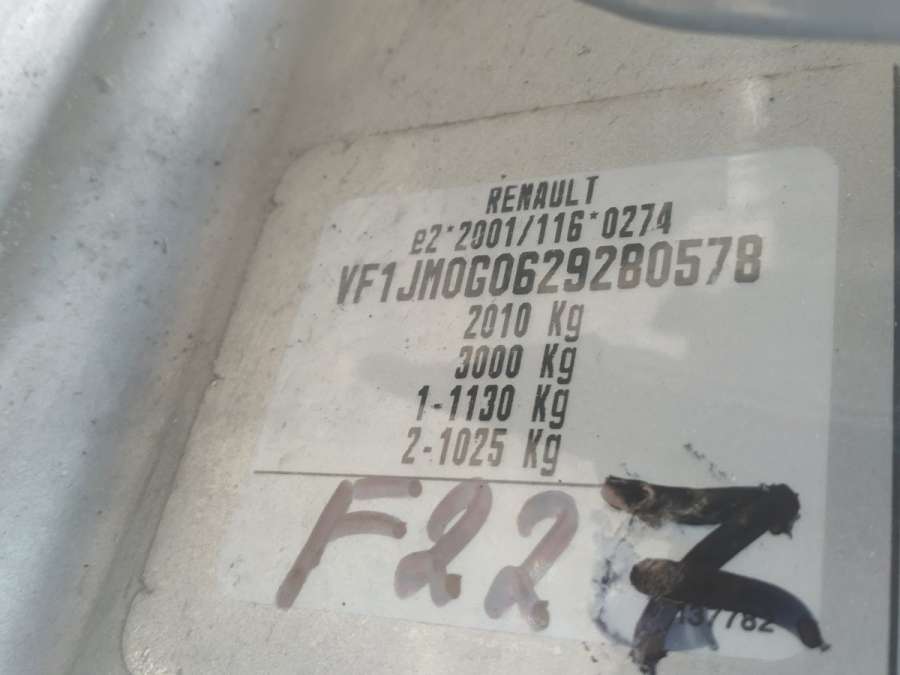 RENAULT
e2*2001/116*0274
VF1JM0G0629280578
2010 Kg
3000 Kg
1-1130 Kg
2-1025 Kg
F22
137782